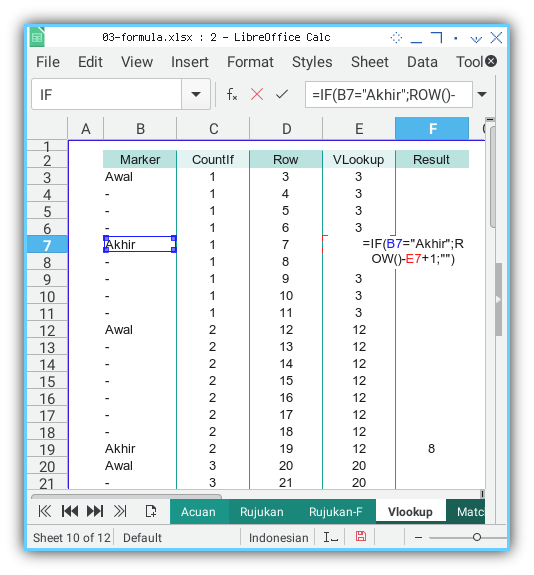 03-formula.xlsx : 2 - LibreOffice Calc
File Edit View Insert Format Styles Sheet Data Tool
IF fx =IF(B7="Akhir";ROW()-
A B C D E F
1
2 Marker CountIf Row VLookup Result
3 Awal 1 3 3
4 - 1 4 3
5 - 1 5 3
6 - 1 6 3
7 Akhir 1 7 =IF(B7="Akhir";R
8 - 1 8 OW()-E7+1;"")
9 - 1 9 3
10 - 1 10 3
11 - 1 11 3
12 Awal 2 12 12
13 - 2 13 12
14 - 2 14 12
15 - 2 15 12
16 - 2 16 12
17 - 2 17 12
18 - 2 18 12
19 Akhir 2 19 12 8
20 Awal 3 20 20
21 - 3 21 20
Acuan Rujukan Rujukan-F Vlookup Matc
Sheet 10 of 12 Default Indonesian